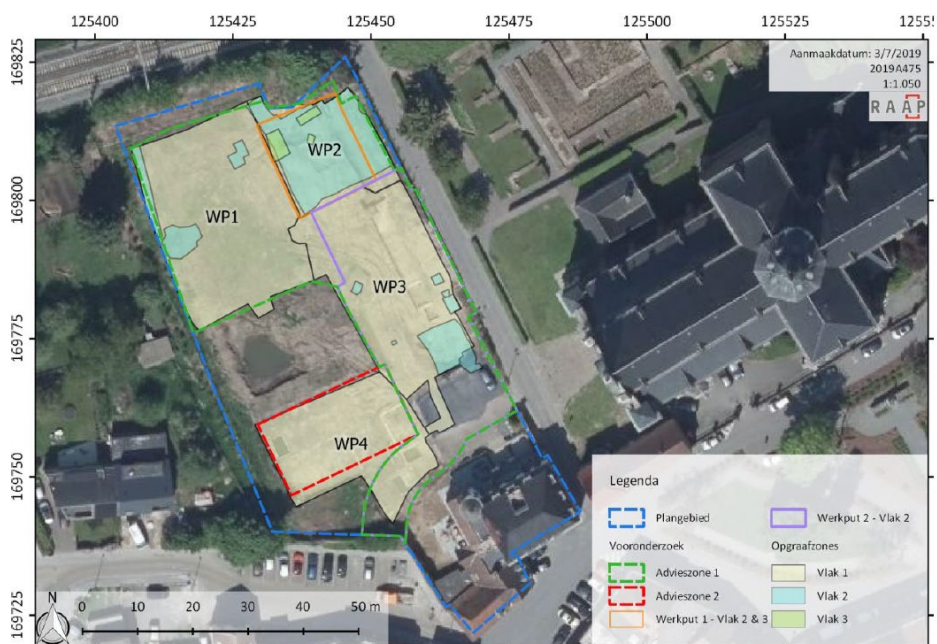 125400 125425 125450 125475 125500 125525
169825
169800
169775
169750
169725
Aanmaakdatum: 3/7/2019
2019A475
1:1.050
RAAP
WP1
WP2
WP3
WP4
N
0 10 20 30 40 50 m
Legenda
Plangebied
Werkput 2 - Vlak 2
Vooronderzoek
Opgraafzones
Advieszone 1
Vlak 1
Advieszone 2
Vlak 2
Werkput 1 - Vlak 2 & 3
Vlak 3